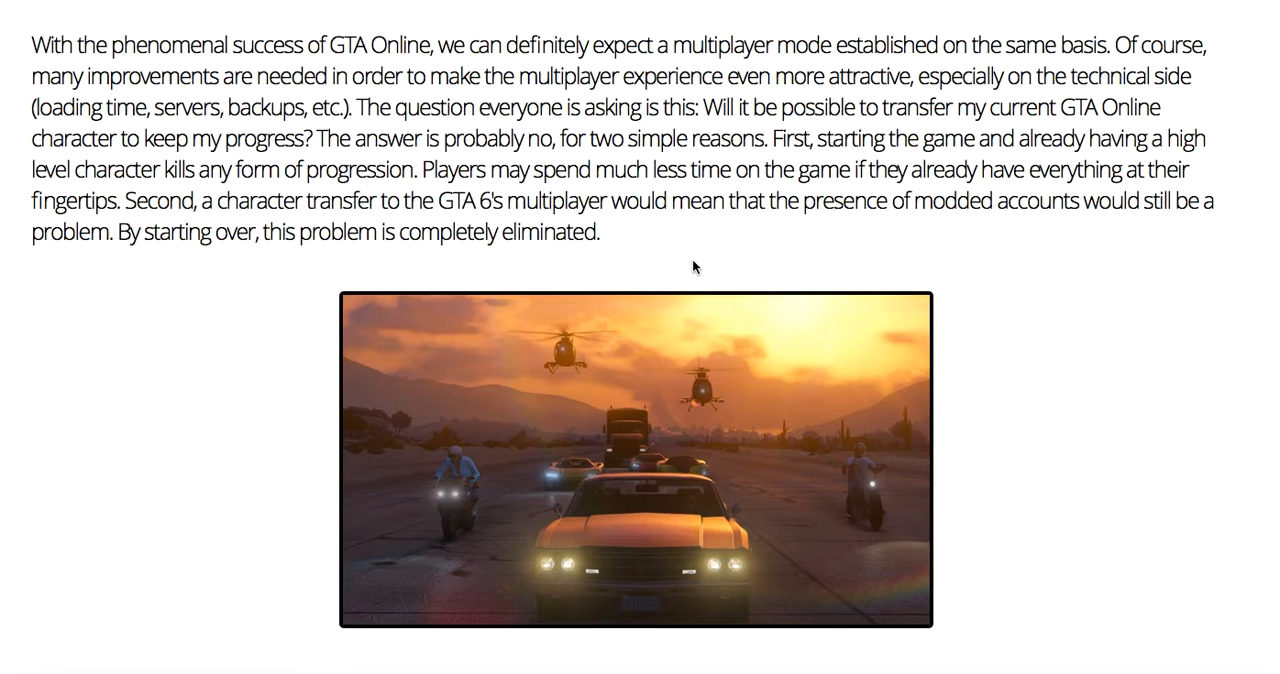 With the phenomenal success of GTA Online, we can definitely expect a multiplayer mode established on the same basis. Of course,
many improvements are needed in order to make the multiplayer experience even more attractive, especially on the technical side
(loading time, servers, backups, etc.). The question everyone is asking is this: Will it be possible to transfer my current GTA Online
character to keep my progress? The answer is probably no, for two simple reasons. First, starting the game and already having a high
level character kills any form of progression. Players may spend much less time on the game if they already have everything at their
fingertips. Second, a character transfer to the GTA 6's multiplayer would mean that the presence of modded accounts would still be a
problem. By starting over, this problem is completely eliminated.